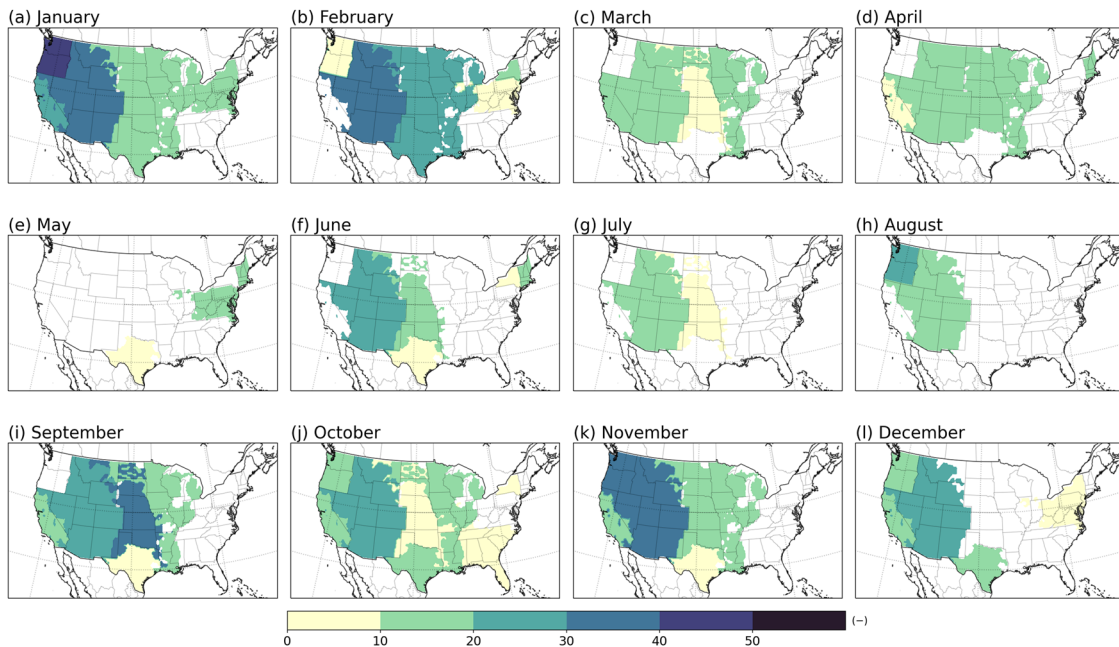 (a) January
(b) February
(c) March
(d) April
(e) May
(f) June
(g) July
(h) August
(i) September
(j) October
(k) November
(l) December
0 10 20 30 40 50 (−)